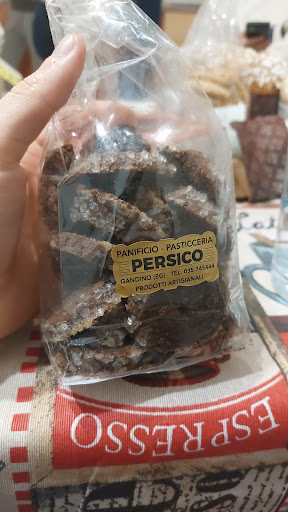 PANIFICIO - PASTICCERIA
PERSICO
GANDINO (BG) - TEL. 035.745444
PRODOTTI ARTIGIANALI
ESPRESSO